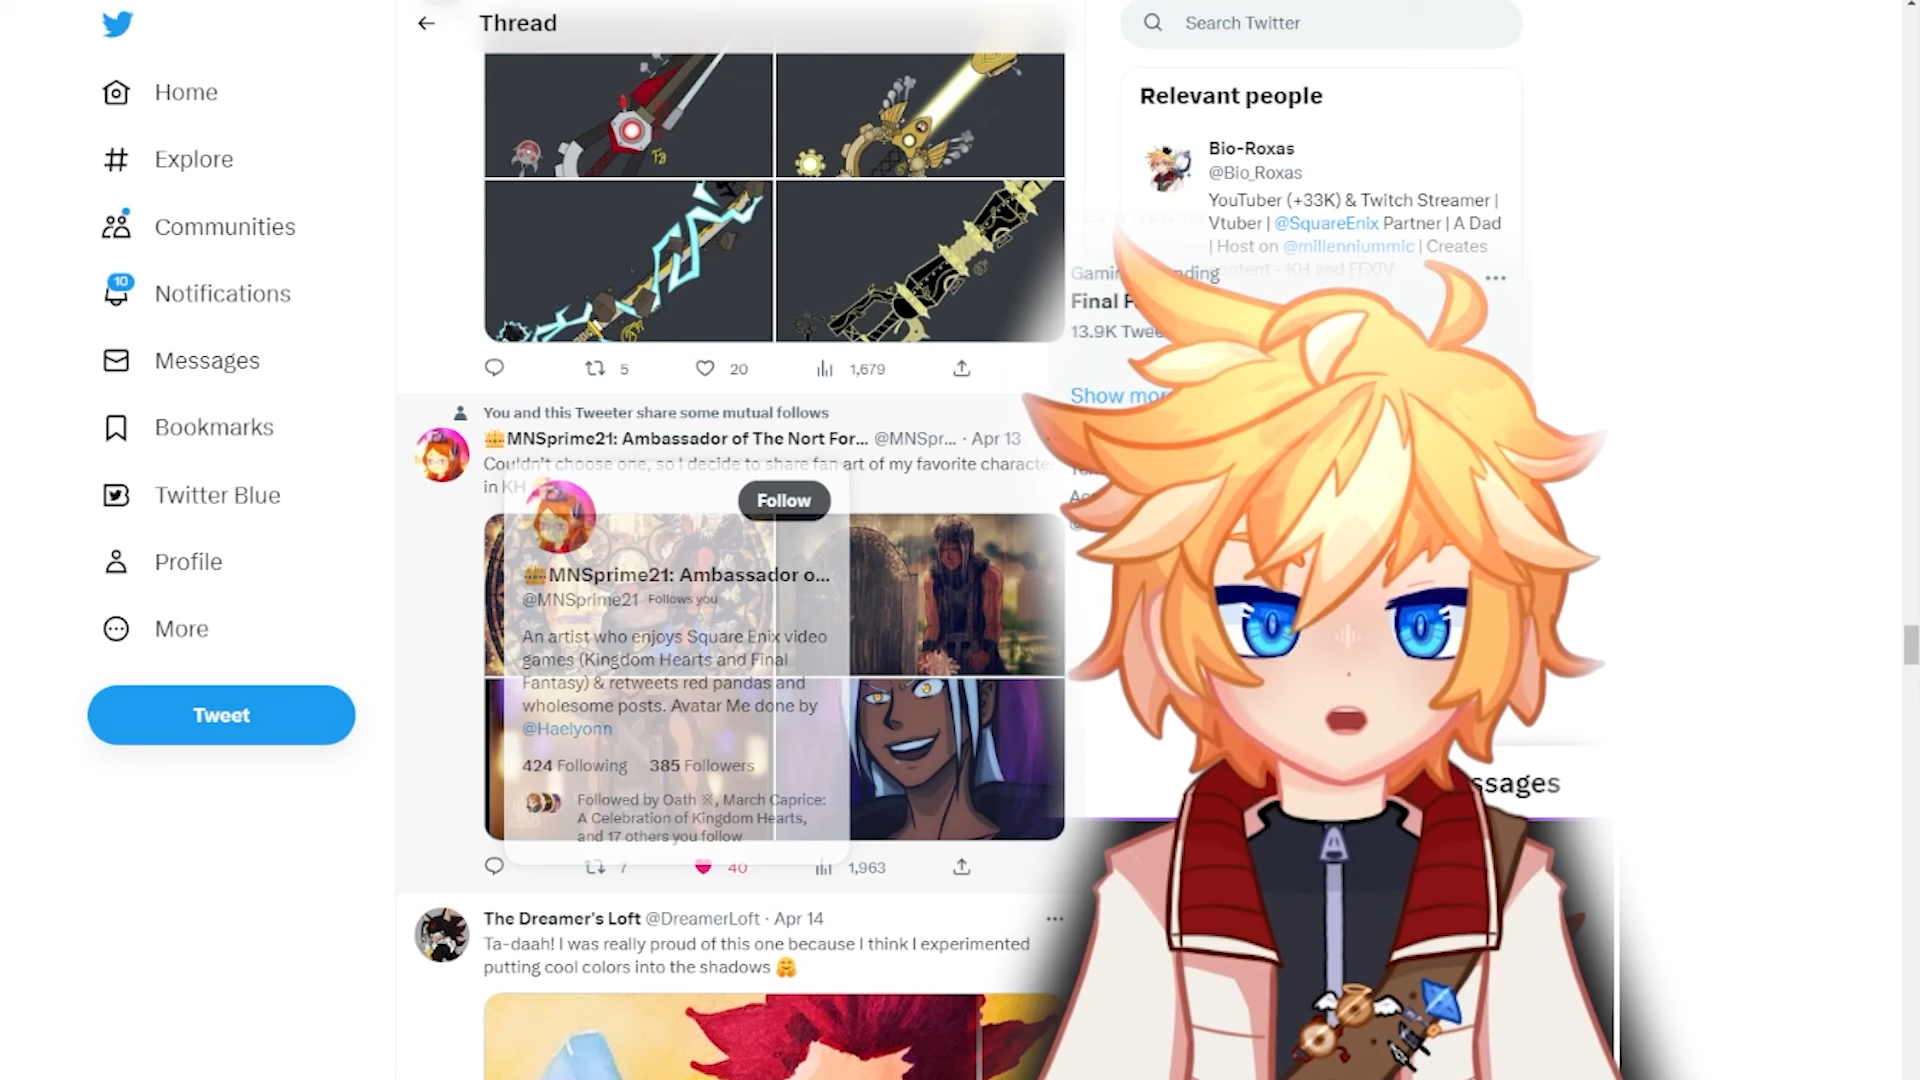 Home
Explore
Communities
10
Notifications
Messages
Bookmarks
Twitter Blue
Profile
More
Tweet
Thread
5
20
1,679
You and this Tweeter share some mutual follows
MNSprime21: Ambassador of The Nort For... @MNSpr... · Apr 13
Couldn't choose one, so I decide to share fan art of my favorite character
in KH
Follow
MNSprime21: Ambassador o...
@MNSprime21 Follows you
An artist who enjoys Square Enix video
games (Kingdom Hearts and Final
Fantasy) & retweets red pandas and
wholesome posts. Avatar Me done by
@Haelyonn
424 Following 385 Followers
Followed by Oath ※, March Caprice:
A Celebration of Kingdom Hearts,
and 17 others you follow
7
40
1,963
The Dreamer's Loft @DreamerLoft · Apr 14
Ta-daah! I was really proud of this one because I think I experimented
putting cool colors into the shadows 🤗
Search Twitter
Relevant people
Bio-Roxas
@Bio_Roxas
YouTuber (+33K) & Twitch Streamer |
Vtuber | @SquareEnix Partner | A Dad
| Host on @millenniummic | Creates
content - KH and FFXIV
Final F
13.9K Twee
Show mor
ssages